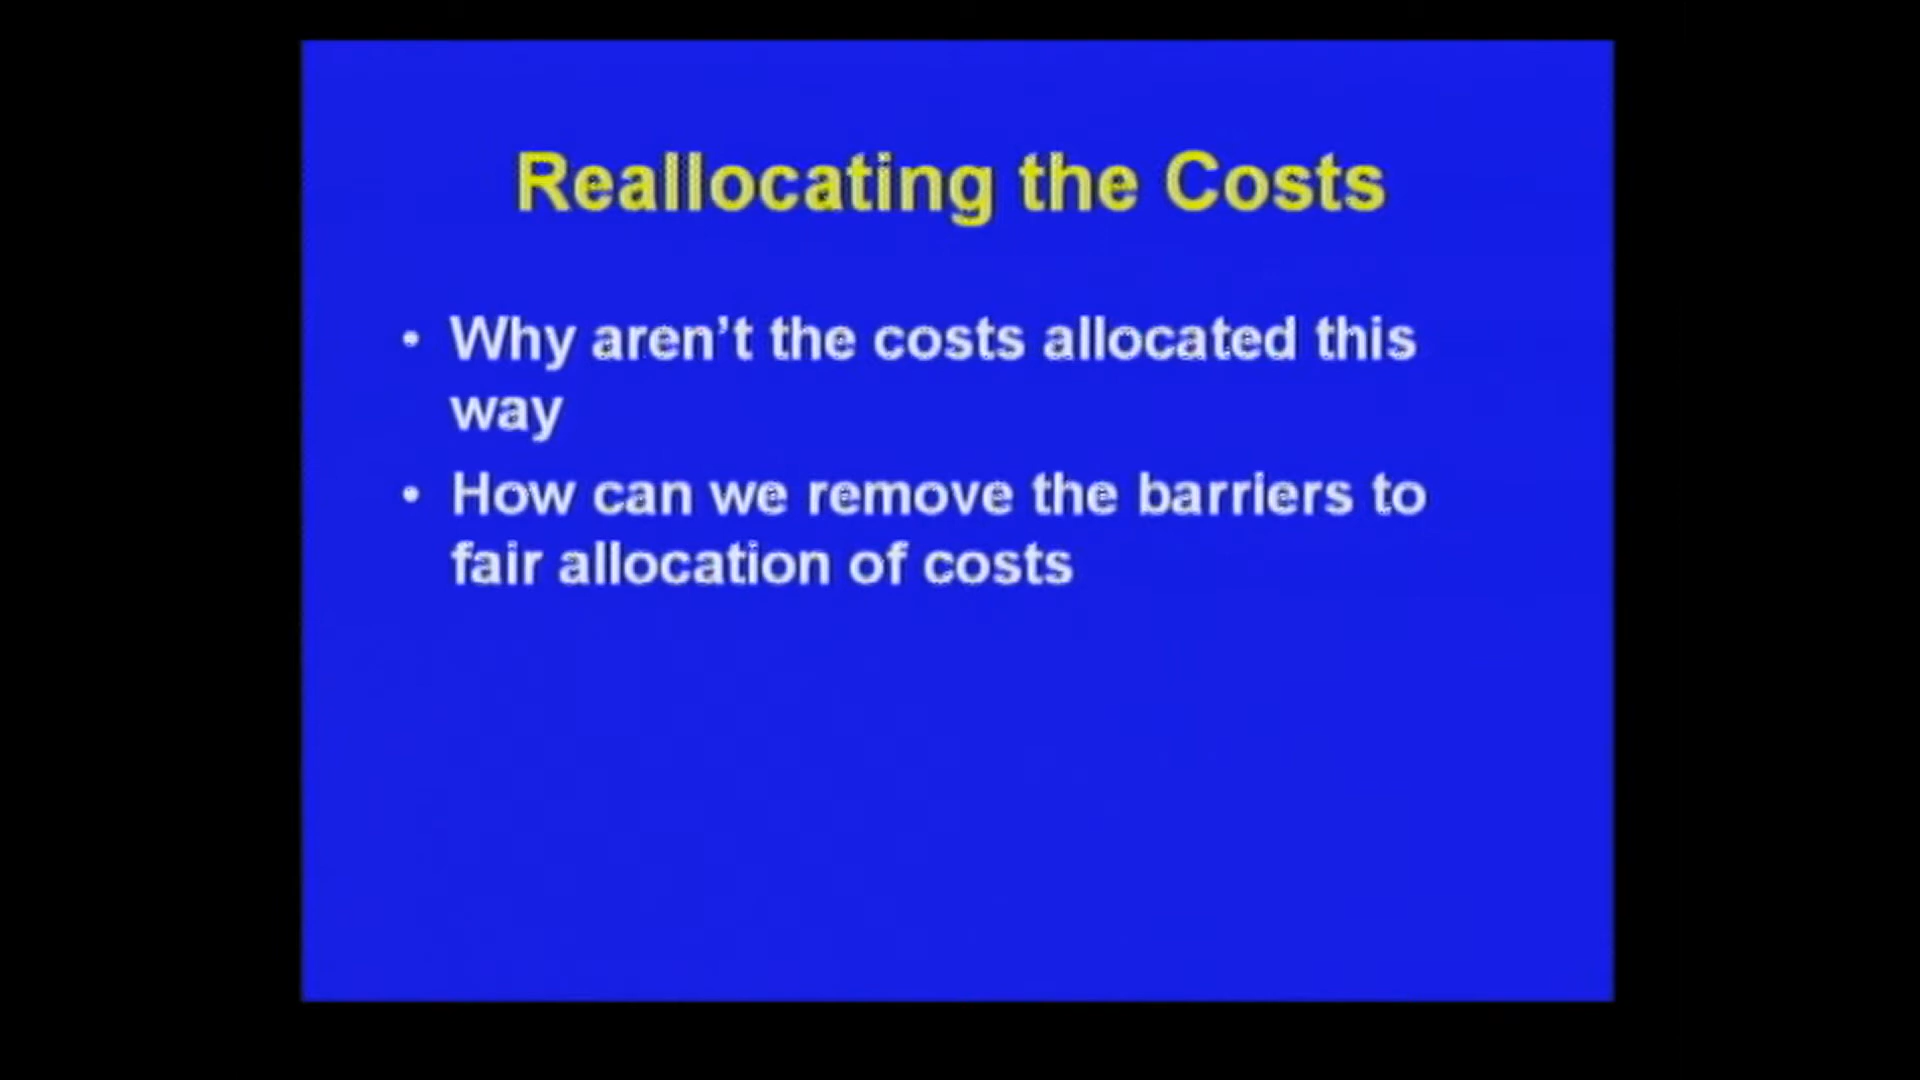 Reallocating the Costs
• Why aren’t the costs allocated this
way
• How can we remove the barriers to
fair allocation of costs